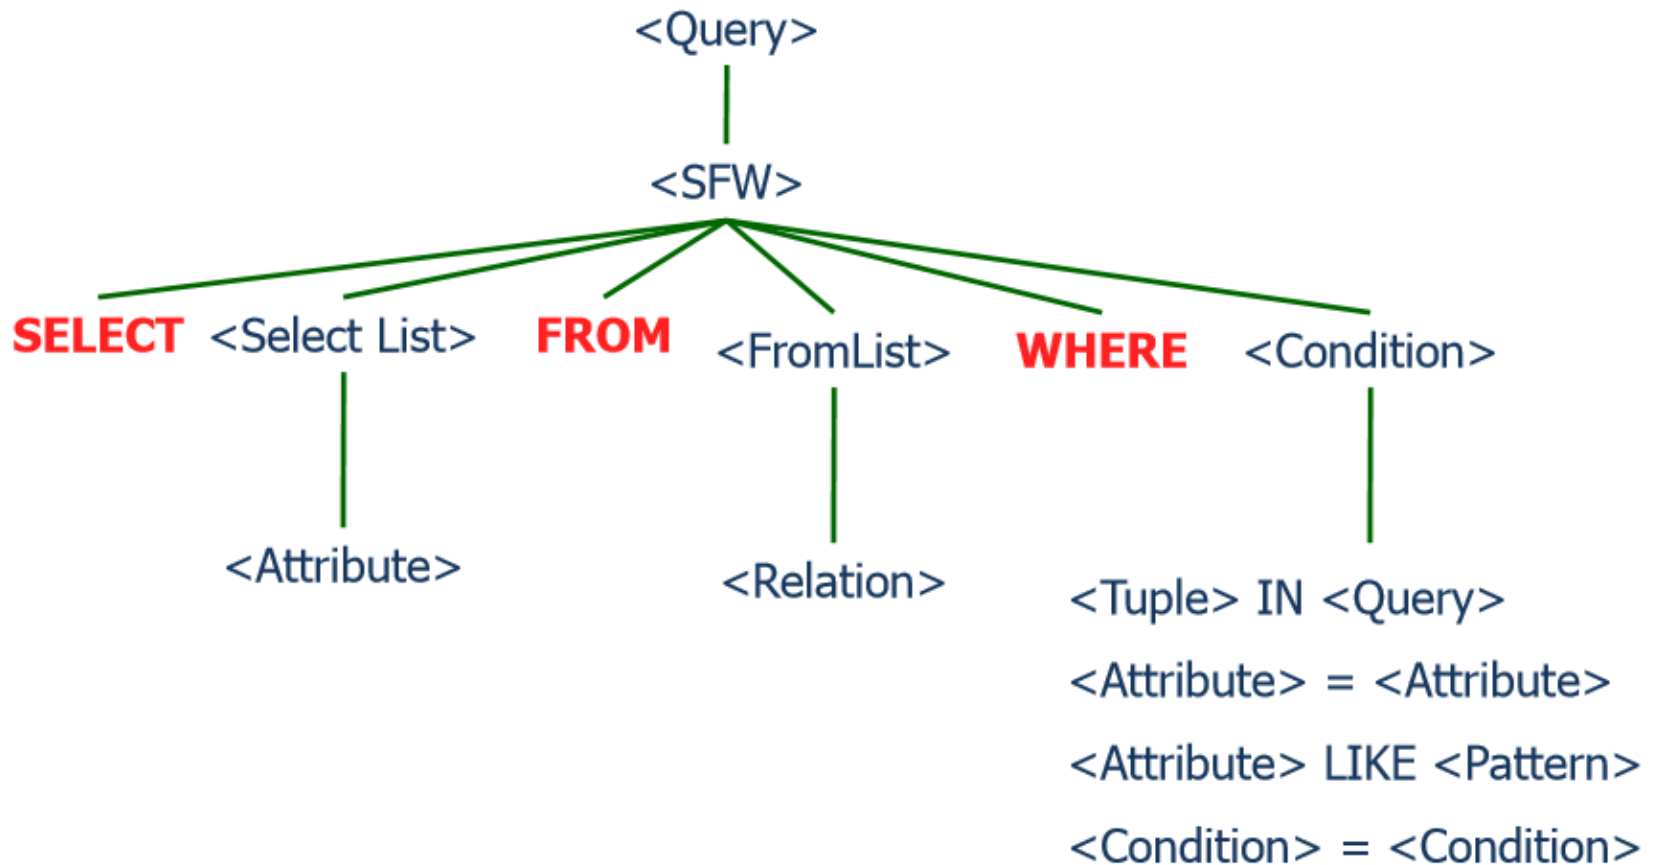 <Query>
<SFW>
SELECT <Select List> FROM <FromList> WHERE <Condition>
<Attribute> <Relation>
<Tuple> IN <Query>
<Attribute> = <Attribute>
<Attribute> LIKE <Pattern>
<Condition> = <Condition>